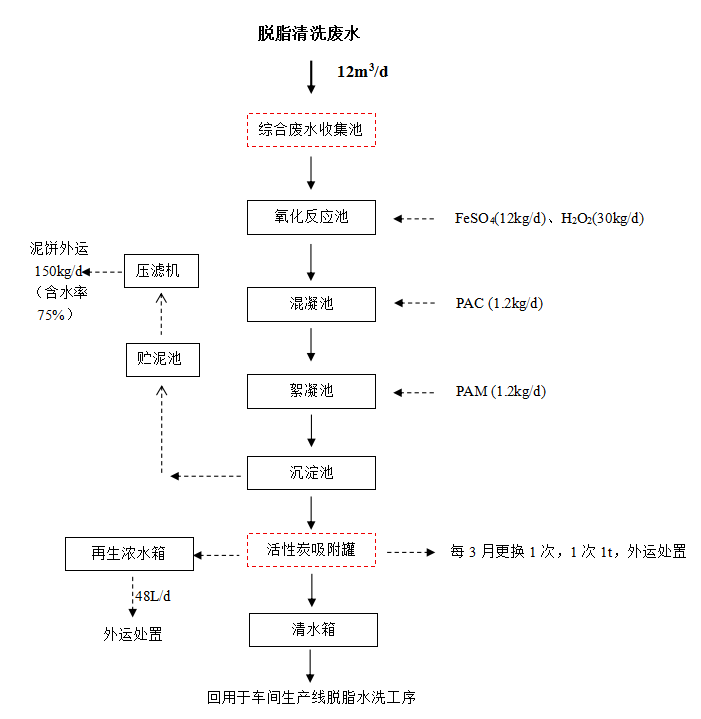 脱脂清洗废水
12m³/d
综合废水收集池
氧化反应池
FeSO₄(12kg/d)、H₂O₂(30kg/d)
泥饼外运
150kg/d
（含水率
75%）
压滤机
混凝池
PAC (1.2kg/d)
贮泥池
絮凝池
PAM (1.2kg/d)
沉淀池
再生浓水箱
活性炭吸附罐
每 3 月更换 1 次，1 次 1t，外运处置
48L/d
外运处置
清水箱
回用于车间生产线脱脂水洗工序